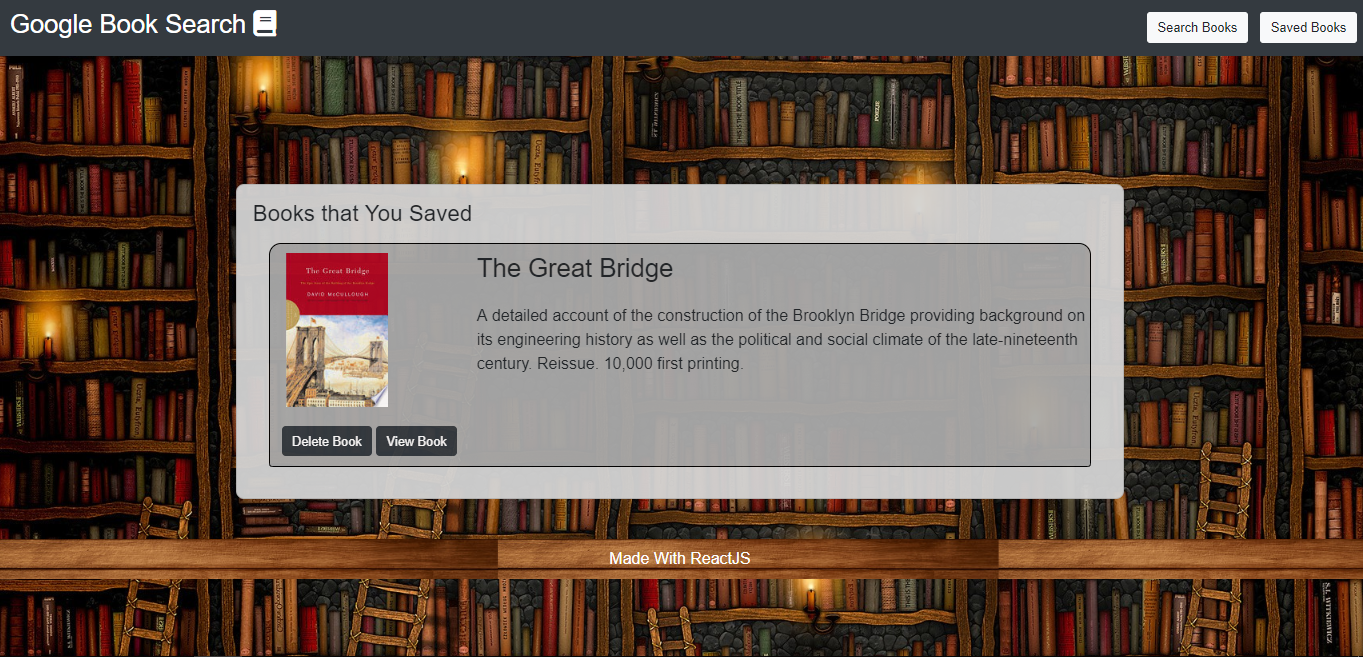 Google Book Search
Search Books
Saved Books
Books that You Saved
The Great Bridge
DAVID McCULLOUGH
The Great Bridge
A detailed account of the construction of the Brooklyn Bridge providing background on
its engineering history as well as the political and social climate of the late-nineteenth
century. Reissue. 10,000 first printing.
Delete Book
View Book
Made With ReactJS